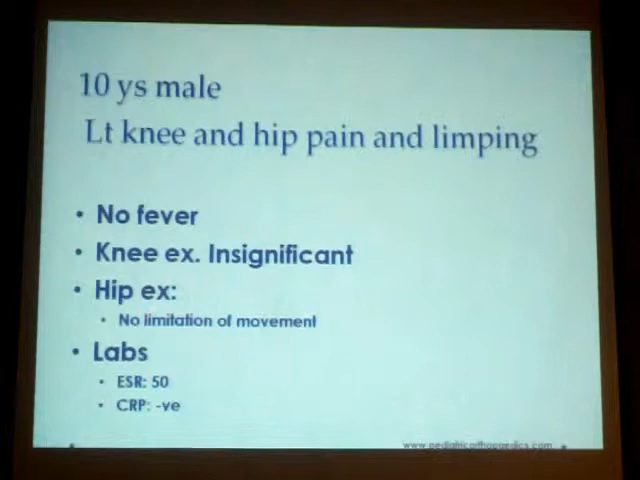 10 ys male
Lt knee and hip pain and limping
• No fever
• Knee ex. Insignificant
• Hip ex:
• No limitation of movement
• Labs
• ESR: 50
• CRP: -ve
www.pediatricorthopaedics.com